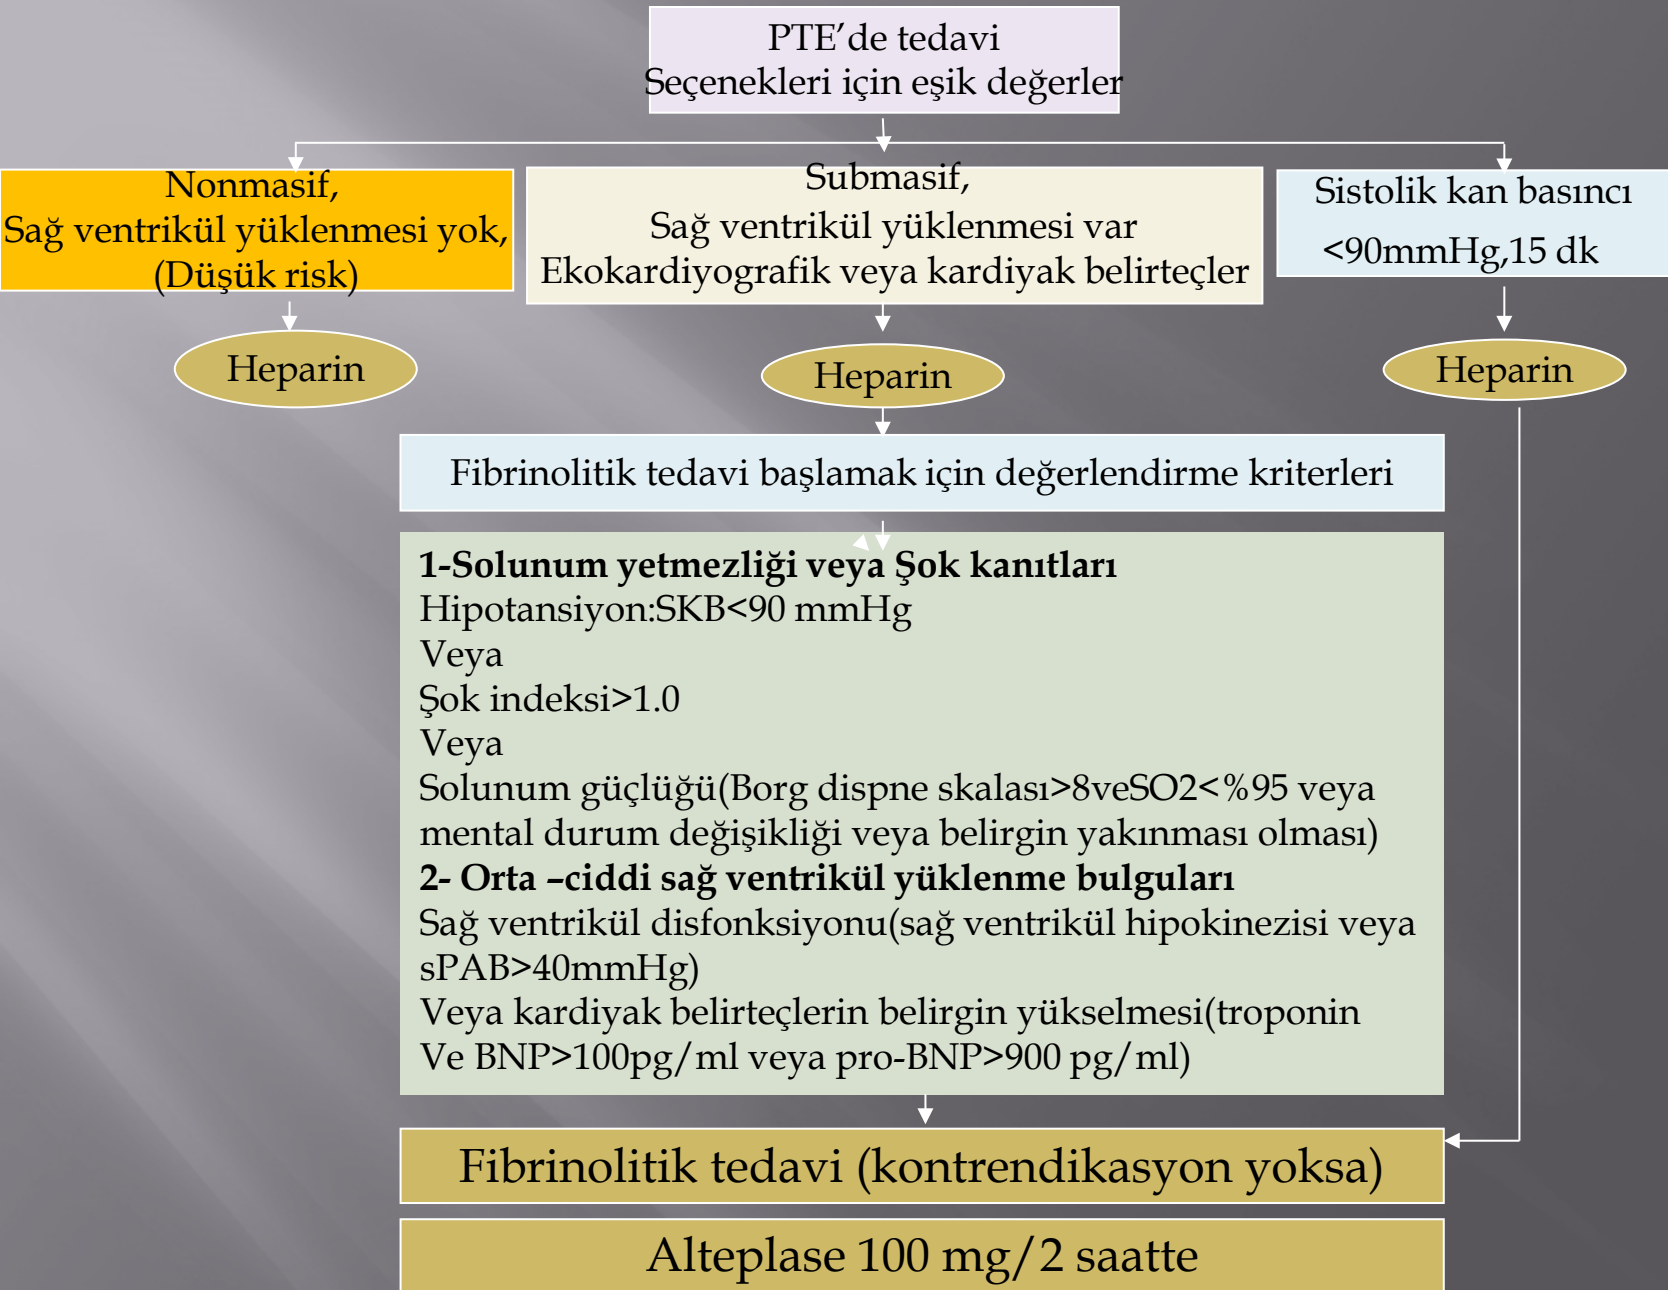 PTE’de tedavi
Seçenekleri için eşik değerler
Nonmasif,
Sağ ventrikül yüklenmesi yok,
(Düşük risk)
Submasif,
Sağ ventrikül yüklenmesi var
Ekokardiyografik veya kardiyak belirteçler
Sistolik kan basıncı
<90mmHg,15 dk
Heparin
Heparin
Heparin
Fibrinolitik tedavi başlamak için değerlendirme kriterleri
1-Solunum yetmezliği veya Şok kanıtları
Hipotansiyon:SKB<90 mmHg
Veya
Şok indeksi>1.0
Veya
Solunum güçlüğü(Borg dispne skalası>8veSO2<%95 veya
mental durum değişikliği veya belirgin yakınması olması)
2- Orta –ciddi sağ ventrikül yüklenme bulguları
Sağ ventrikül disfonksiyonu(sağ ventrikül hipokinezisi veya
sPAB>40mmHg)
Veya kardiyak belirteçlerin belirgin yükselmesi(troponin
Ve BNP>100pg/ml veya pro-BNP>900 pg/ml)
Fibrinolitik tedavi (kontrendikasyon yoksa)
Alteplase 100 mg/2 saatte